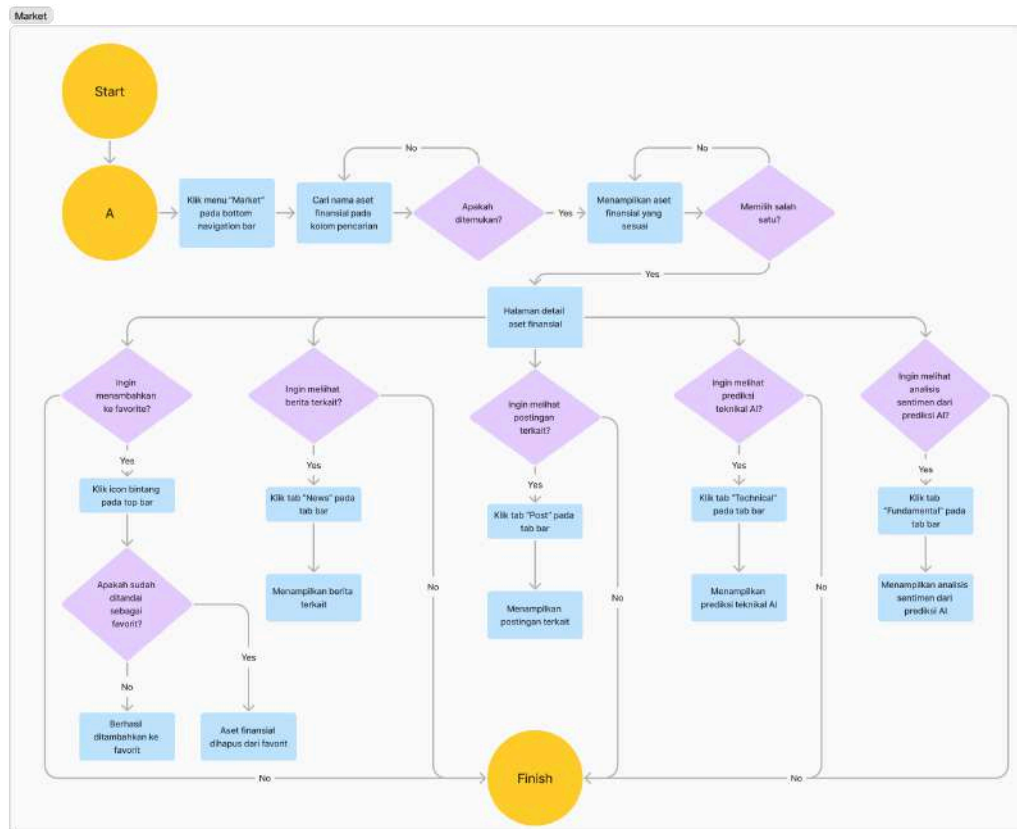 Market
Start
A
Klik menu "Market"
pada bottom
navigation bar
Cari nama aset
finansial pada
kolom pencarian
No
Apakah
ditemukan?
Yes
Menampilkan aset
finansial yang
sesuai
No
Memilih salah
satu?
Yes
Halaman detail
aset finansial
Ingin
menambahkan
ke favorite?
Yes
Klik icon bintang
pada top bar
Apakah sudah
ditandai
sebagai
favorit?
No
Yes
Berhasil
ditambahkan ke
favorit
Aset finansial
dihapus dari favorit
Ingin melihat
berita terkait?
Yes
Klik tab "News" pada
tab bar
Menampilkan berita
terkait
No
Ingin melihat
postingan
terkait?
Yes
Klik tab "Post" pada
tab bar
Menampilkan
postingan terkait
No
Ingin melihat
prediksi
teknikal AI?
Yes
Klik tab "Technical"
pada tab bar
Menampilkan
prediksi teknikal AI
No
Ingin melihat
analisis
sentimen dari
prediksi AI?
Yes
Klik tab
"Fundamental" pada
tab bar
Menampilkan analisis
sentimen dari
prediksi AI
No
Finish
No